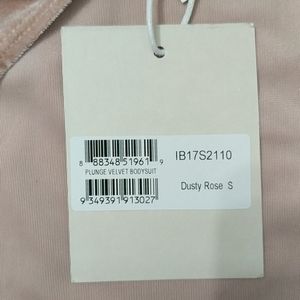 8 88348 51961 9
IB17S2110
PLUNGE VELVET BODYSUIT
Dusty Rose S
9 349391 913027